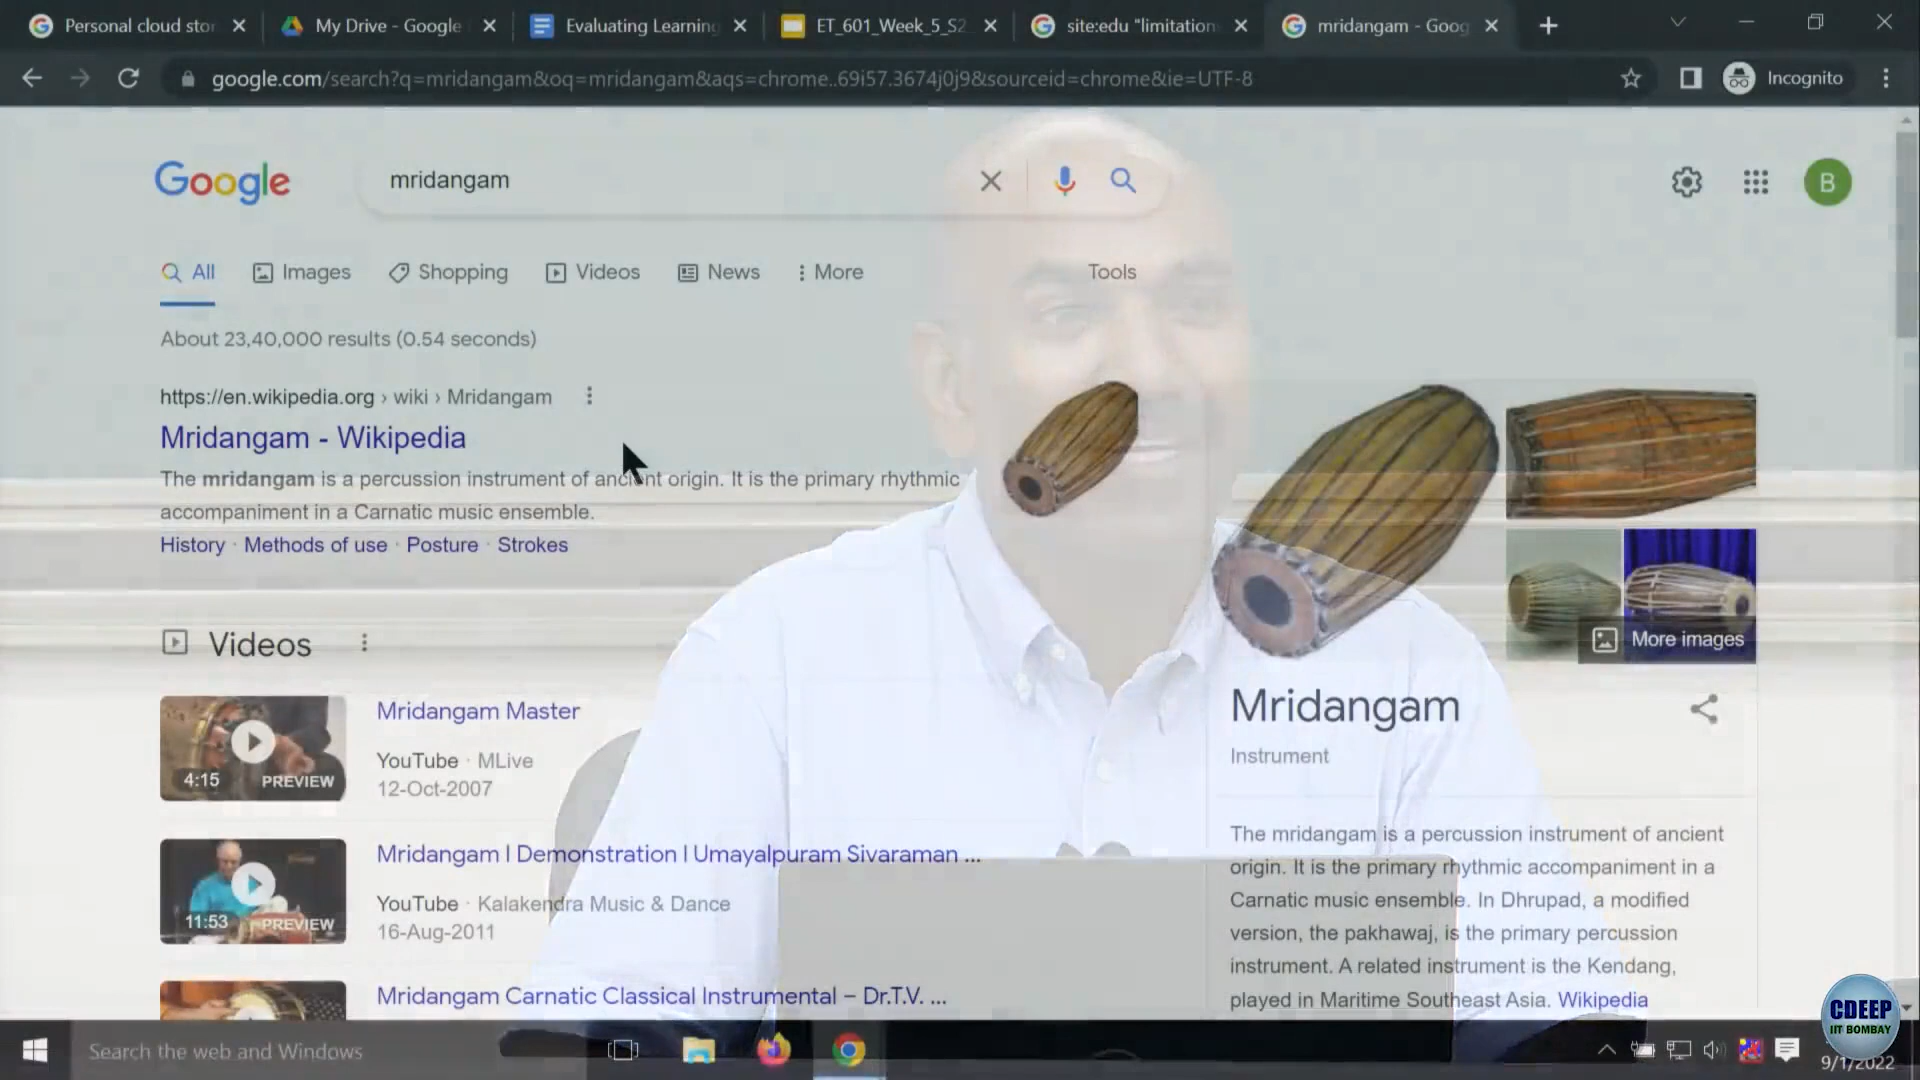 Personal cloud stor
My Drive - Google
Evaluating Learning
ET_601_Week_5_S2
site:edu "limitation
mridangam - Goog
google.com/search?q=mridangam&oq=mridangam&aqs=chrome..69i57.3674j0j9&sourceid=chrome&ie=UTF-8
Incognito
Google
mridangam
B
All
Images
Shopping
Videos
News
More
Tools
About 23,40,000 results (0.54 seconds)
https://en.wikipedia.org › wiki › Mridangam
Mridangam - Wikipedia
The mridangam is a percussion instrument of ancient origin. It is the primary rhythmic
accompaniment in a Carnatic music ensemble.
History · Methods of use · Posture · Strokes
Videos
4:15
PREVIEW
Mridangam Master
YouTube · MLive
12-Oct-2007
11:53
PREVIEW
Mridangam I Demonstration I Umayalpuram Sivaraman ...
YouTube · Kalakendra Music & Dance
16-Aug-2011
Mridangam Carnatic Classical Instrumental – Dr.T.V. ...
More images
Mridangam
Instrument
The mridangam is a percussion instrument of ancient
origin. It is the primary rhythmic accompaniment in a
Carnatic music ensemble. In Dhrupad, a modified
version, the pakhawaj, is the primary percussion
instrument. A related instrument is the Kendang,
played in Maritime Southeast Asia. Wikipedia
CDEEP
IIT BOMBAY
Search the web and Windows
9/1/2022